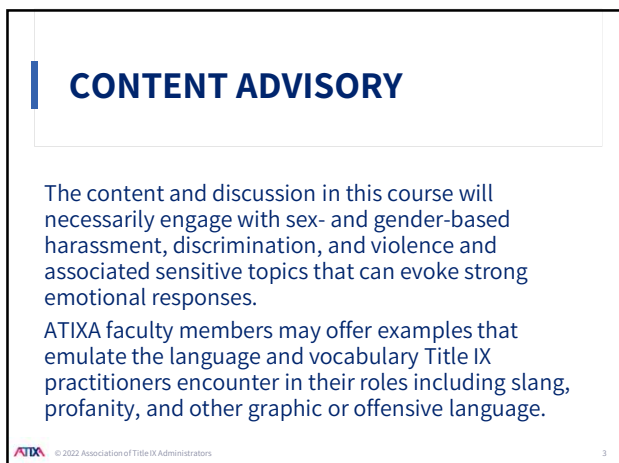 CONTENT ADVISORY
The content and discussion in this course will
necessarily engage with sex- and gender-based
harassment, discrimination, and violence and
associated sensitive topics that can evoke strong
emotional responses.
ATIXA faculty members may offer examples that
emulate the language and vocabulary Title IX
practitioners encounter in their roles including slang,
profanity, and other graphic or offensive language.
ATIXA © 2022 Association of Title IX Administrators 3